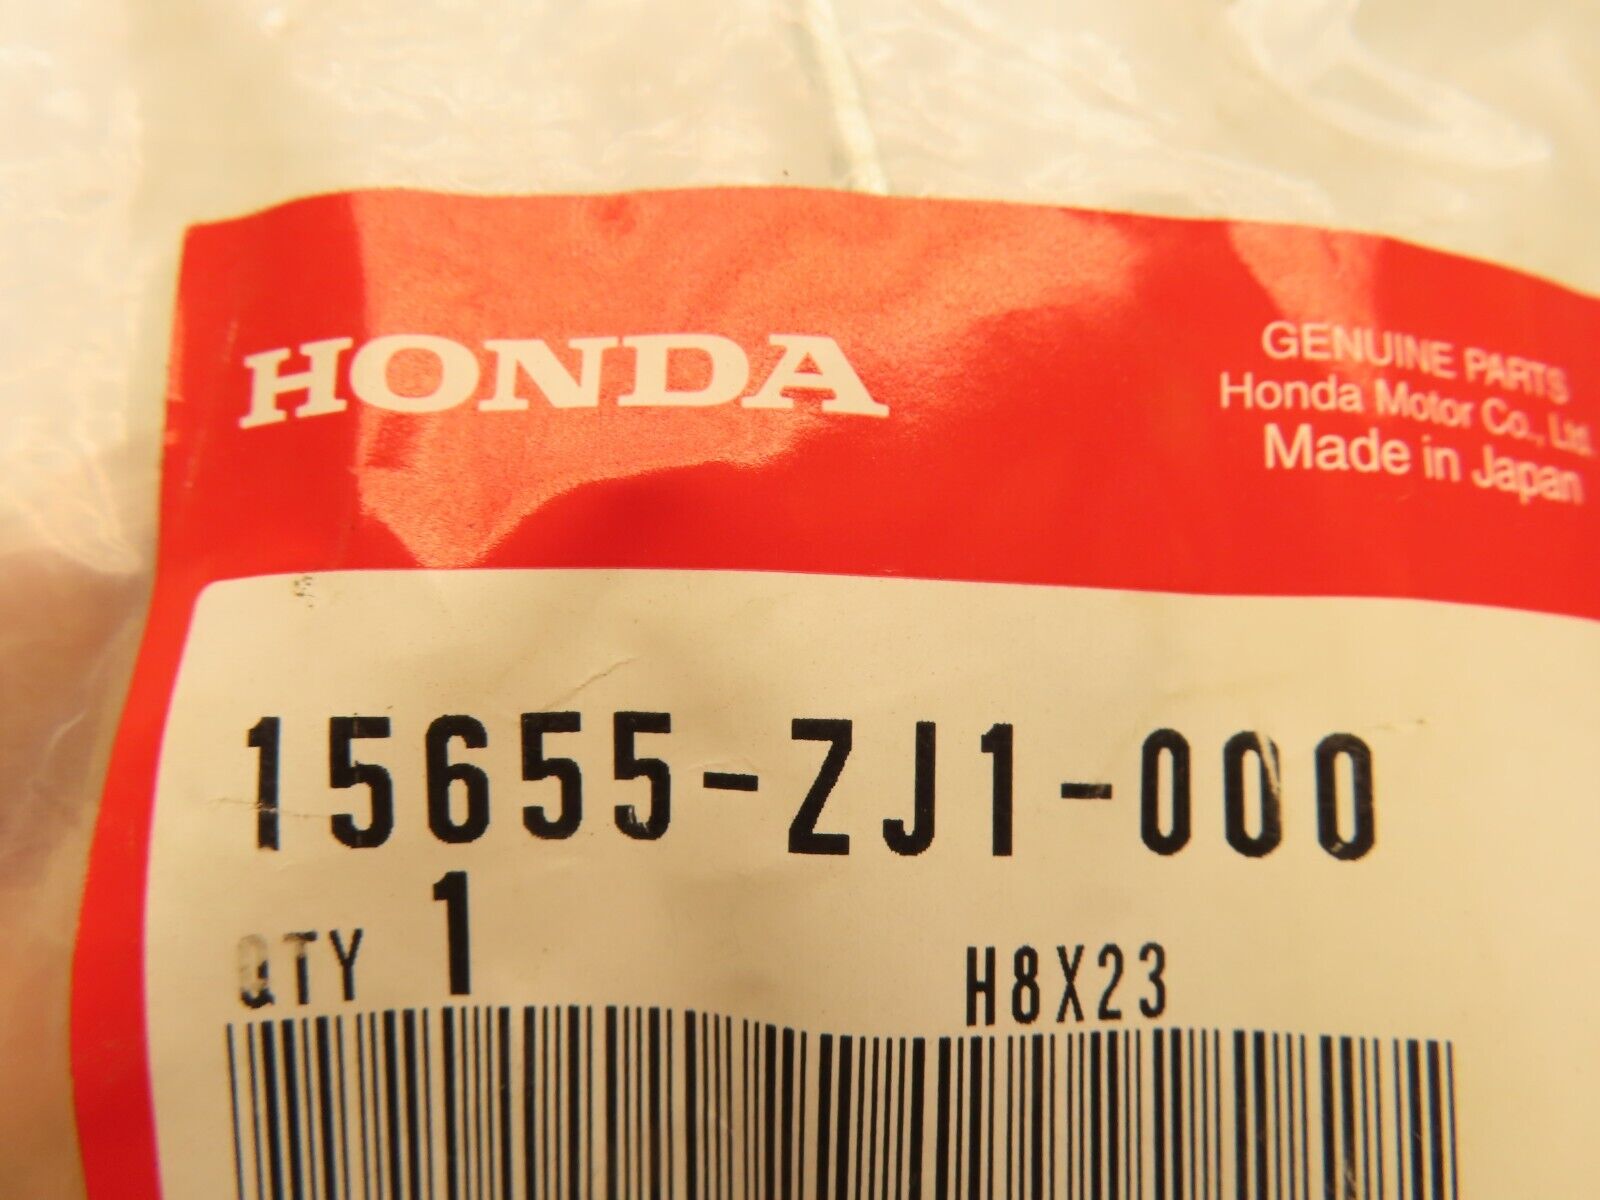 HONDA
GENUINE PARTS
Honda Motor Co., Ltd.
Made in Japan
15655-ZJ1-000
QTY 1
H8X23